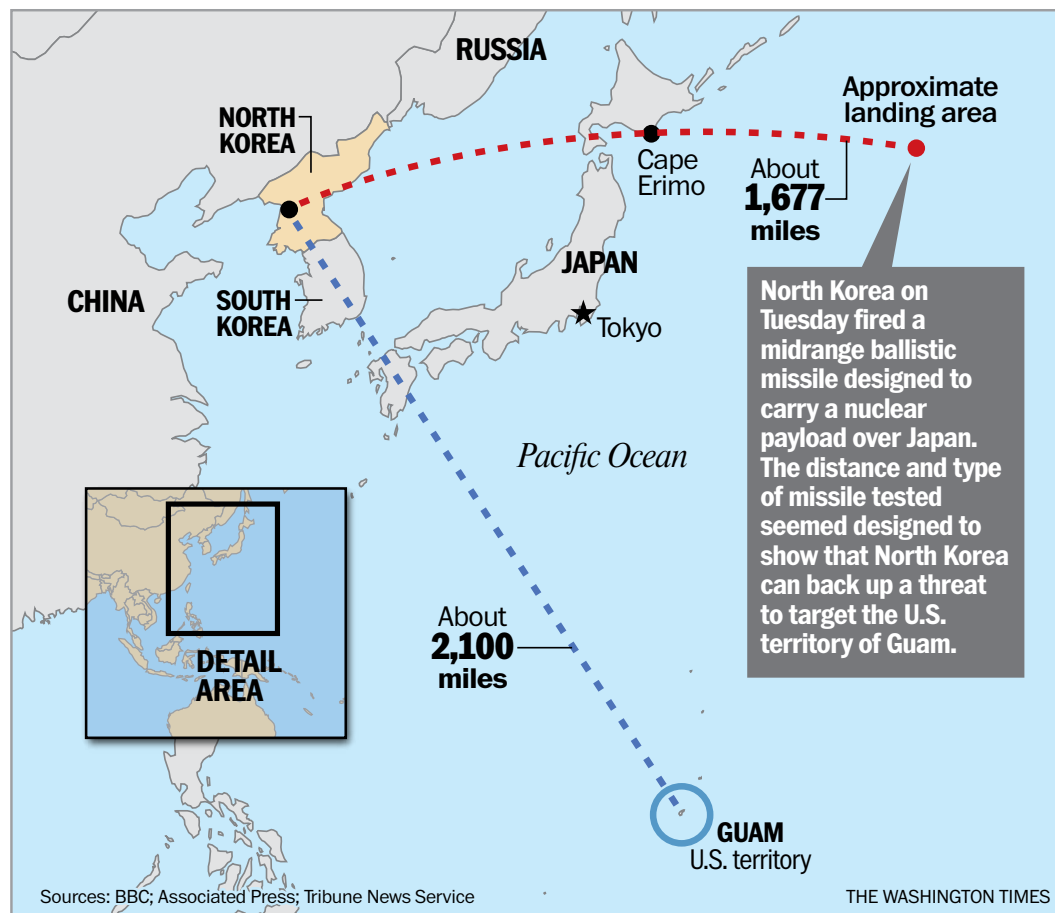 RUSSIA
NORTH
KOREA
Approximate
landing area
Cape
Erimo
About
1,677
miles
CHINA
SOUTH
KOREA
JAPAN
Tokyo
North Korea on
Tuesday fired a
midrange ballistic
missile designed to
carry a nuclear
payload over Japan.
The distance and type
of missile tested
seemed designed to
show that North Korea
can back up a threat
to target the U.S.
territory of Guam.
Pacific Ocean
About
2,100
miles
DETAIL
AREA
GUAM
U.S. territory
Sources: BBC; Associated Press; Tribune News Service
THE WASHINGTON TIMES